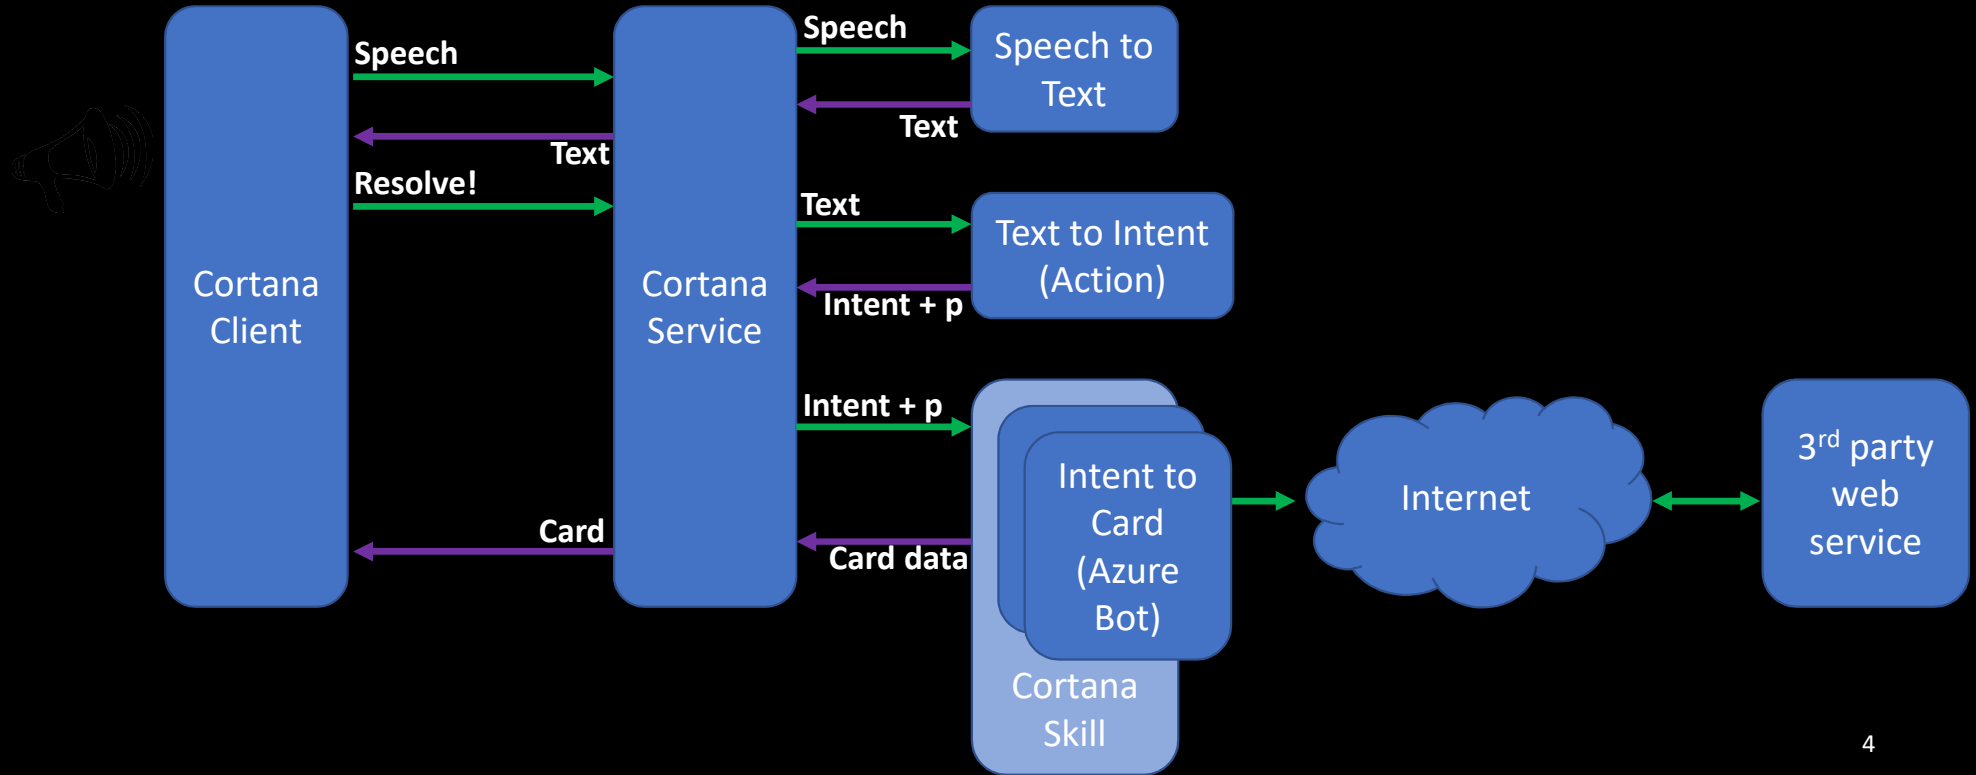 Cortana
Client
Speech
Text
Resolve!
Card
Cortana
Service
Speech
Text
Text
Intent + p
Intent + p
Card data
Speech to
Text
Text to Intent
(Action)
Intent to
Card
(Azure
Bot)
Cortana
Skill
Internet
3rd party
web
service
4